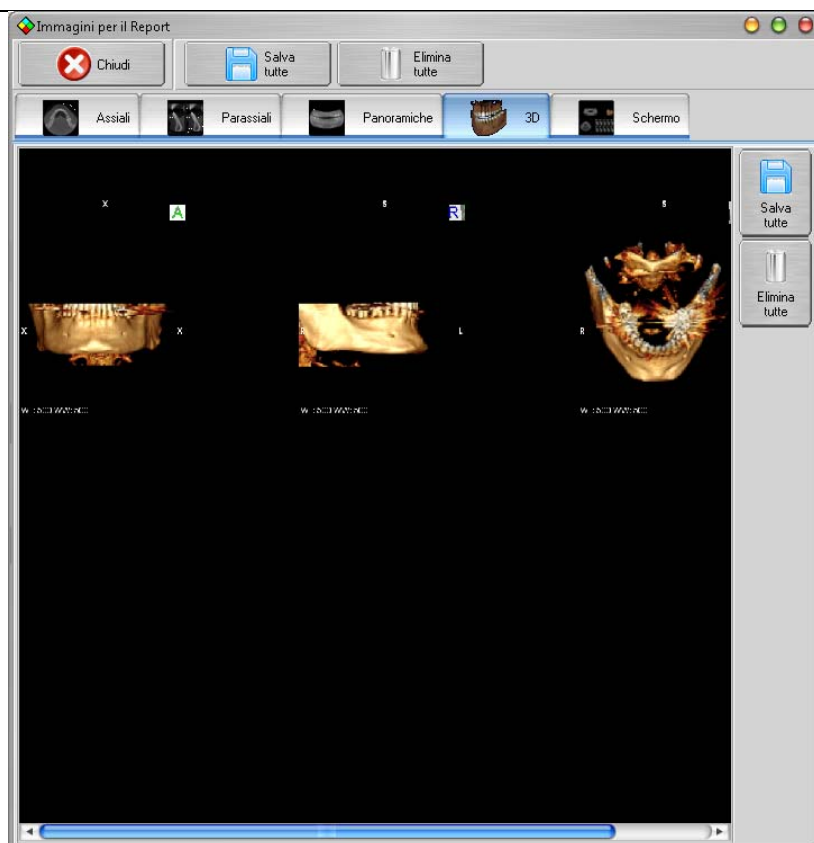 Immagini per il Report
Chiudi
Salva
tutte
Elimina
tutte
Assiali
Parassiali
Panoramiche
3D
Schermo
X
A
S
R
S
X
X
R
L
R
Salva
tutte
Elimina
tutte